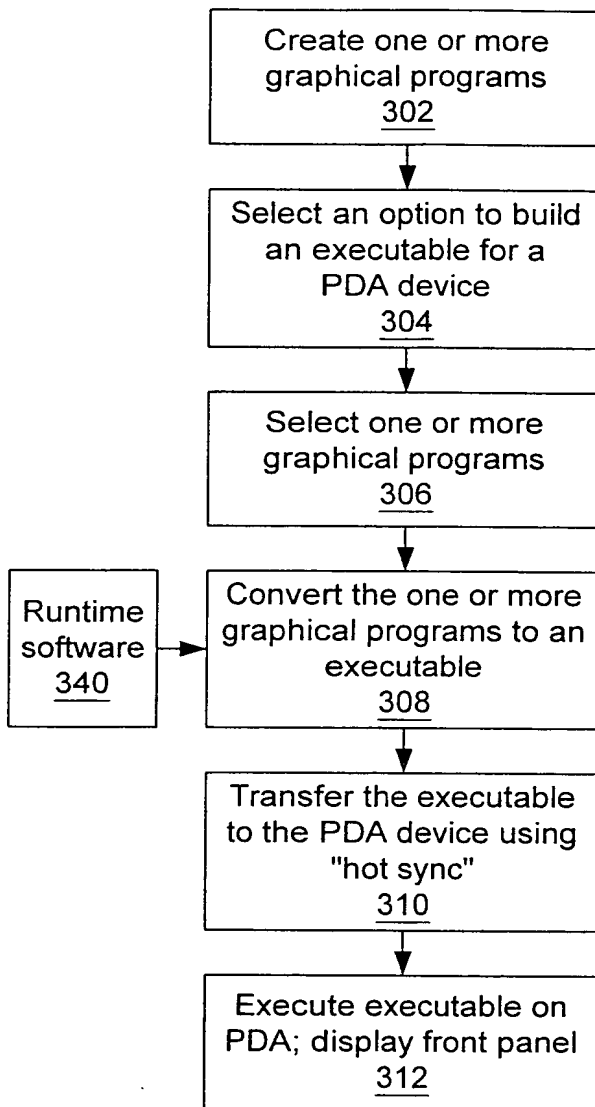 Create one or more
graphical programs
302
Select an option to build
an executable for a
PDA device
304
Select one or more
graphical programs
306
Runtime
software
340
Convert the one or more
graphical programs to an
executable
308
Transfer the executable
to the PDA device using
"hot sync"
310
Execute executable on
PDA; display front panel
312